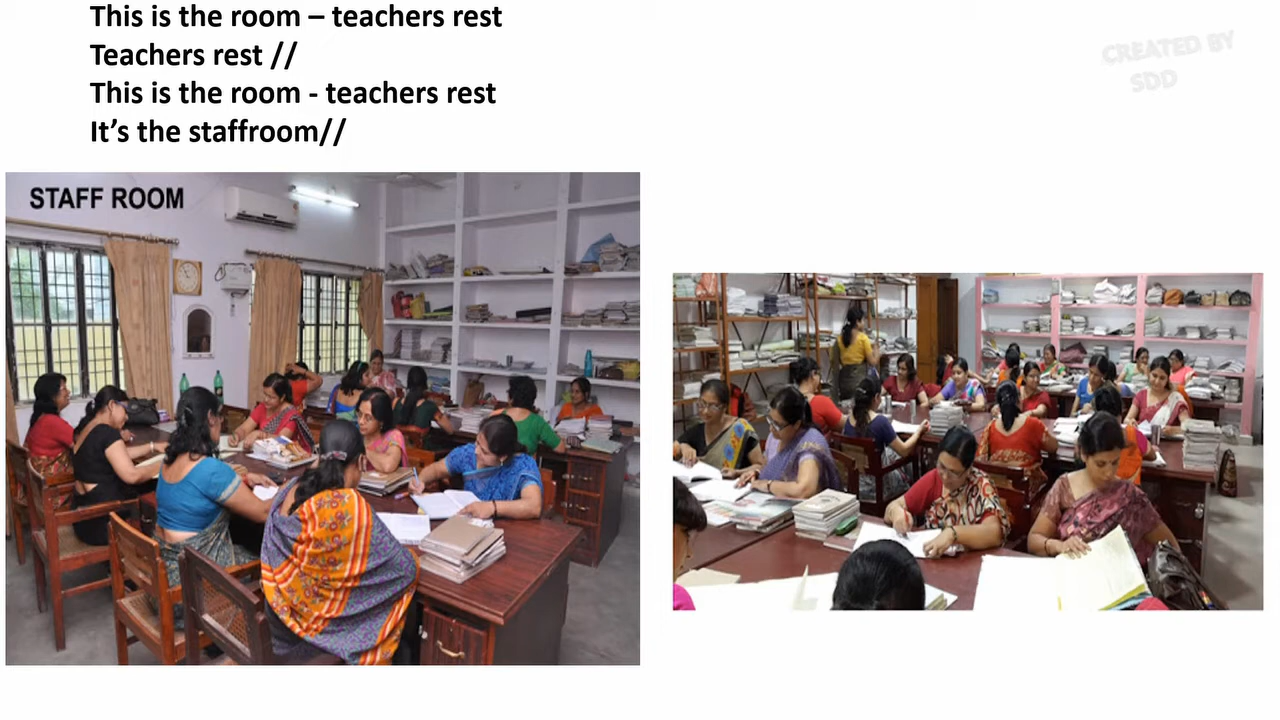 This is the room – teachers rest
Teachers rest //
This is the room - teachers rest
It’s the staffroom//
CREATED BY
SDD
STAFF ROOM